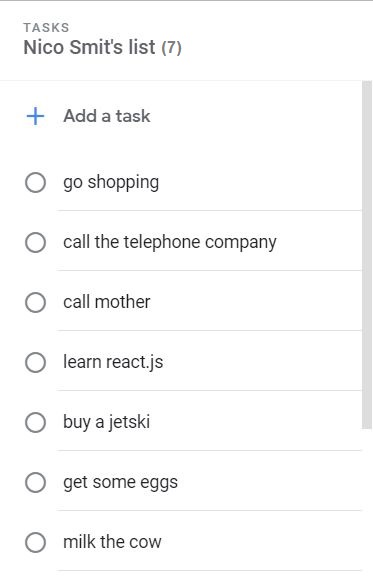 TASKS
Nico Smit's list (7)
Add a task
go shopping
call the telephone company
call mother
learn react.js
buy a jetski
get some eggs
milk the cow